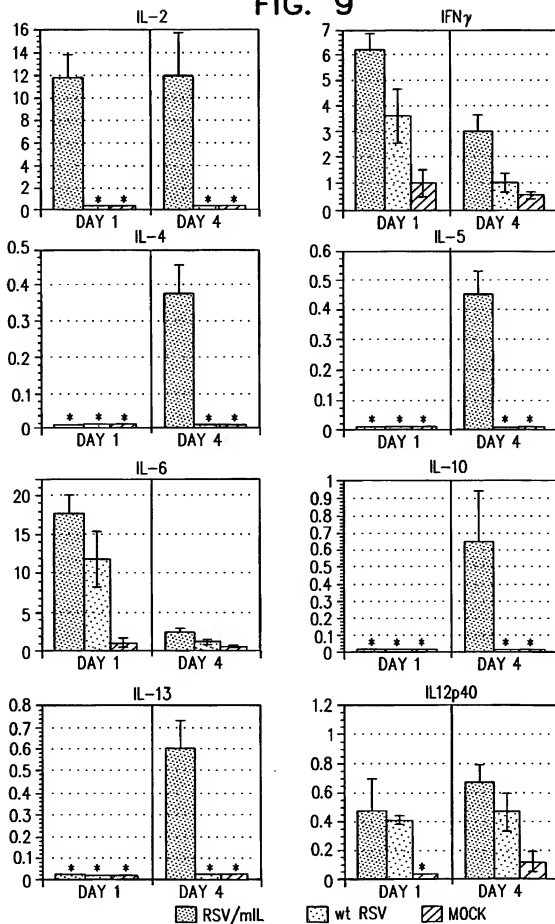 FIG. 9
IL-2
16
14
12
10
8
6
4
2
0
* * * *
DAY 1 DAY 4
IFNγ
7
6
5
4
3
2
1
0
DAY 1 DAY 4
IL-4
0.5
0.4
0.3
0.2
0.1
0
* * * * *
DAY 1 DAY 4
IL-5
0.6
0.5
0.4
0.3
0.2
0.1
0
* * * * *
DAY 1 DAY 4
IL-6
20
15
10
5
0
DAY 1 DAY 4
IL-10
1
0.9
0.8
0.7
0.6
0.5
0.4
0.3
0.2
0.1
0
* * * * *
DAY 1 DAY 4
IL-13
0.8
0.7
0.6
0.5
0.4
0.3
0.2
0.1
0
* * * * *
DAY 1 DAY 4
IL12p40
1.2
1
0.8
0.6
0.4
0.2
0
*
DAY 1 DAY 4
RSV/mIL wt RSV MOCK